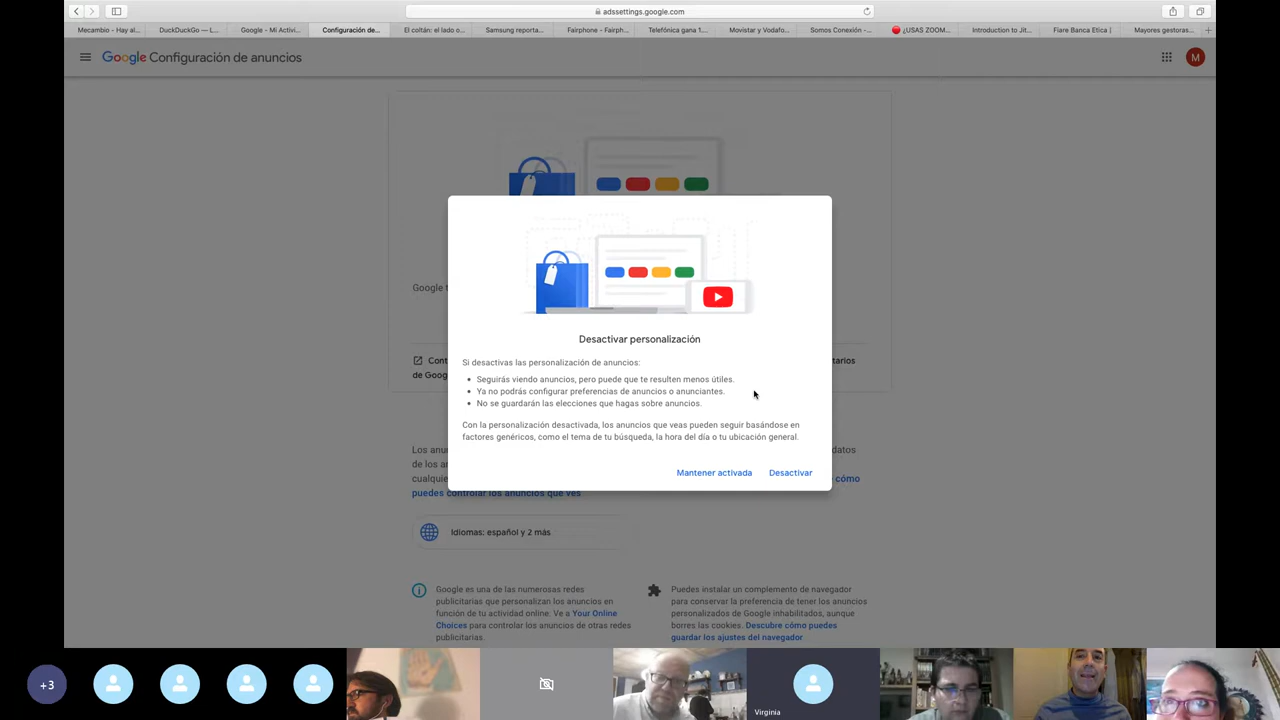 adssettings.google.com
Mecambio - Hay al...
DuckDuckGo — L...
Google - Mi Activi...
Configuración de...
El coltán: el lado o...
Samsung reporta...
Fairphone - Fairph...
Telefónica gana 1....
Movistar y Vodafo...
Somos Conexión -...
¿USAS ZOOM...
Introduction to Jit...
Fiare Banca Etica |
Mayores gestoras...
Google Configuración de anuncios
M
Google t
Cont
de Goog
arios
Desactivar personalización
Si desactivas las personalización de anuncios:
Seguirás viendo anuncios, pero puede que te resulten menos útiles.
Ya no podrás configurar preferencias de anuncios o anunciantes.
No se guardarán las elecciones que hagas sobre anuncios.
Con la personalización desactivada, los anuncios que veas pueden seguir basándose en
factores genéricos, como el tema de tu búsqueda, la hora del día o tu ubicación general.
Mantener activada
Desactivar
Los anu
datos
de los ar
cualquie
cómo
puedes controlar los anuncios que ves
Idiomas: español y 2 más
Google es una de las numerosas redes
publicitarias que personalizan los anuncios en
función de tu actividad online. Ve a Your Online
Choices para controlar los anuncios de otras redes
publicitarias.
Puedes instalar un complemento de navegador
para conservar la preferencia de tener los anuncios
personalizados de Google inhabilitados, aunque
borres las cookies. Descubre cómo puedes
guardar los ajustes del navegador
+3
Virginia